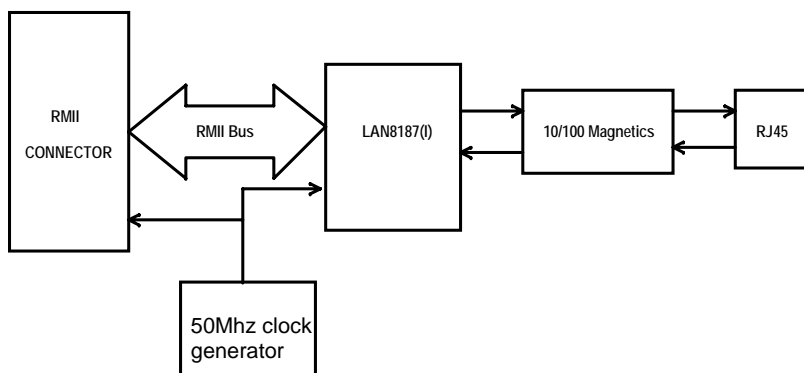 RMII
CONNECTOR
RMII Bus
LAN8187(I)
10/100 Magnetics
RJ45
50Mhz clock
generator